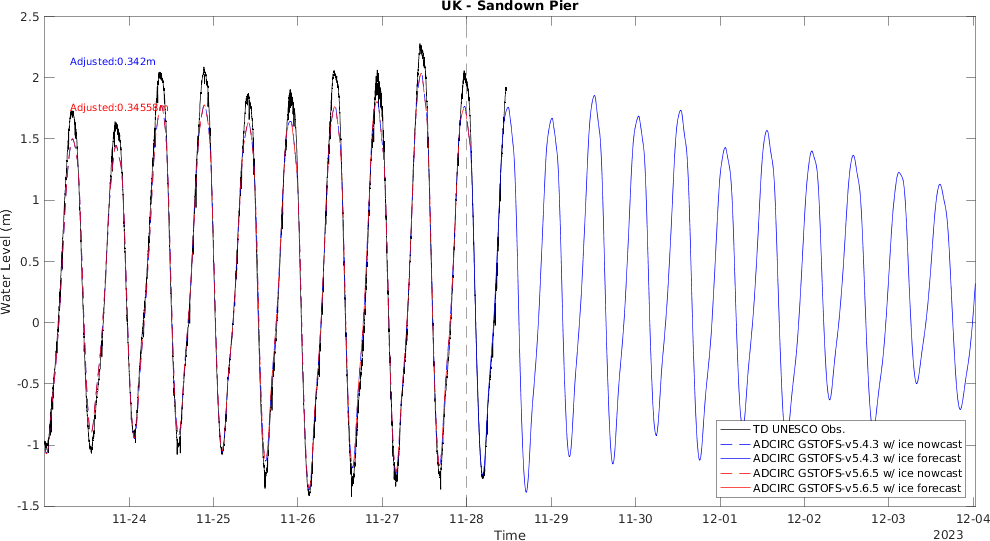 UK - Sandown Pier
2.5
2
1.5
1
0.5
0
-0.5
-1
-1.5
Water Level (m)
Adjusted:0.342m
Adjusted:0.34558m
TD UNESCO Obs.
ADCIRC GSTOFS-v5.4.3 w/ ice nowcast
ADCIRC GSTOFS-v5.4.3 w/ ice forecast
ADCIRC GSTOFS-v5.6.5 w/ ice nowcast
ADCIRC GSTOFS-v5.6.5 w/ ice forecast
11-24 11-25 11-26 11-27 11-28 11-29 11-30 12-01 12-02 12-03 12-04
Time
2023